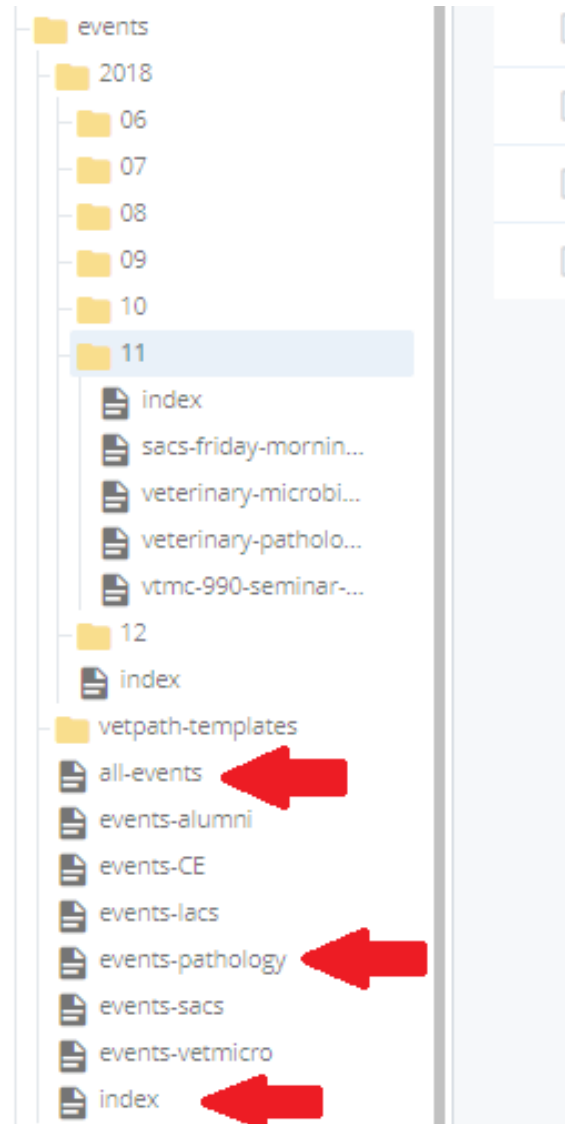 events
2018
06
07
08
09
10
11
index
sacs-friday-mornin...
veterinary-microbi...
veterinary-patholo...
vtmc-990-seminar-...
12
index
vetpath-templates
all-events
events-alumni
events-CE
events-lacs
events-pathology
events-sacs
events-vetmicro
index